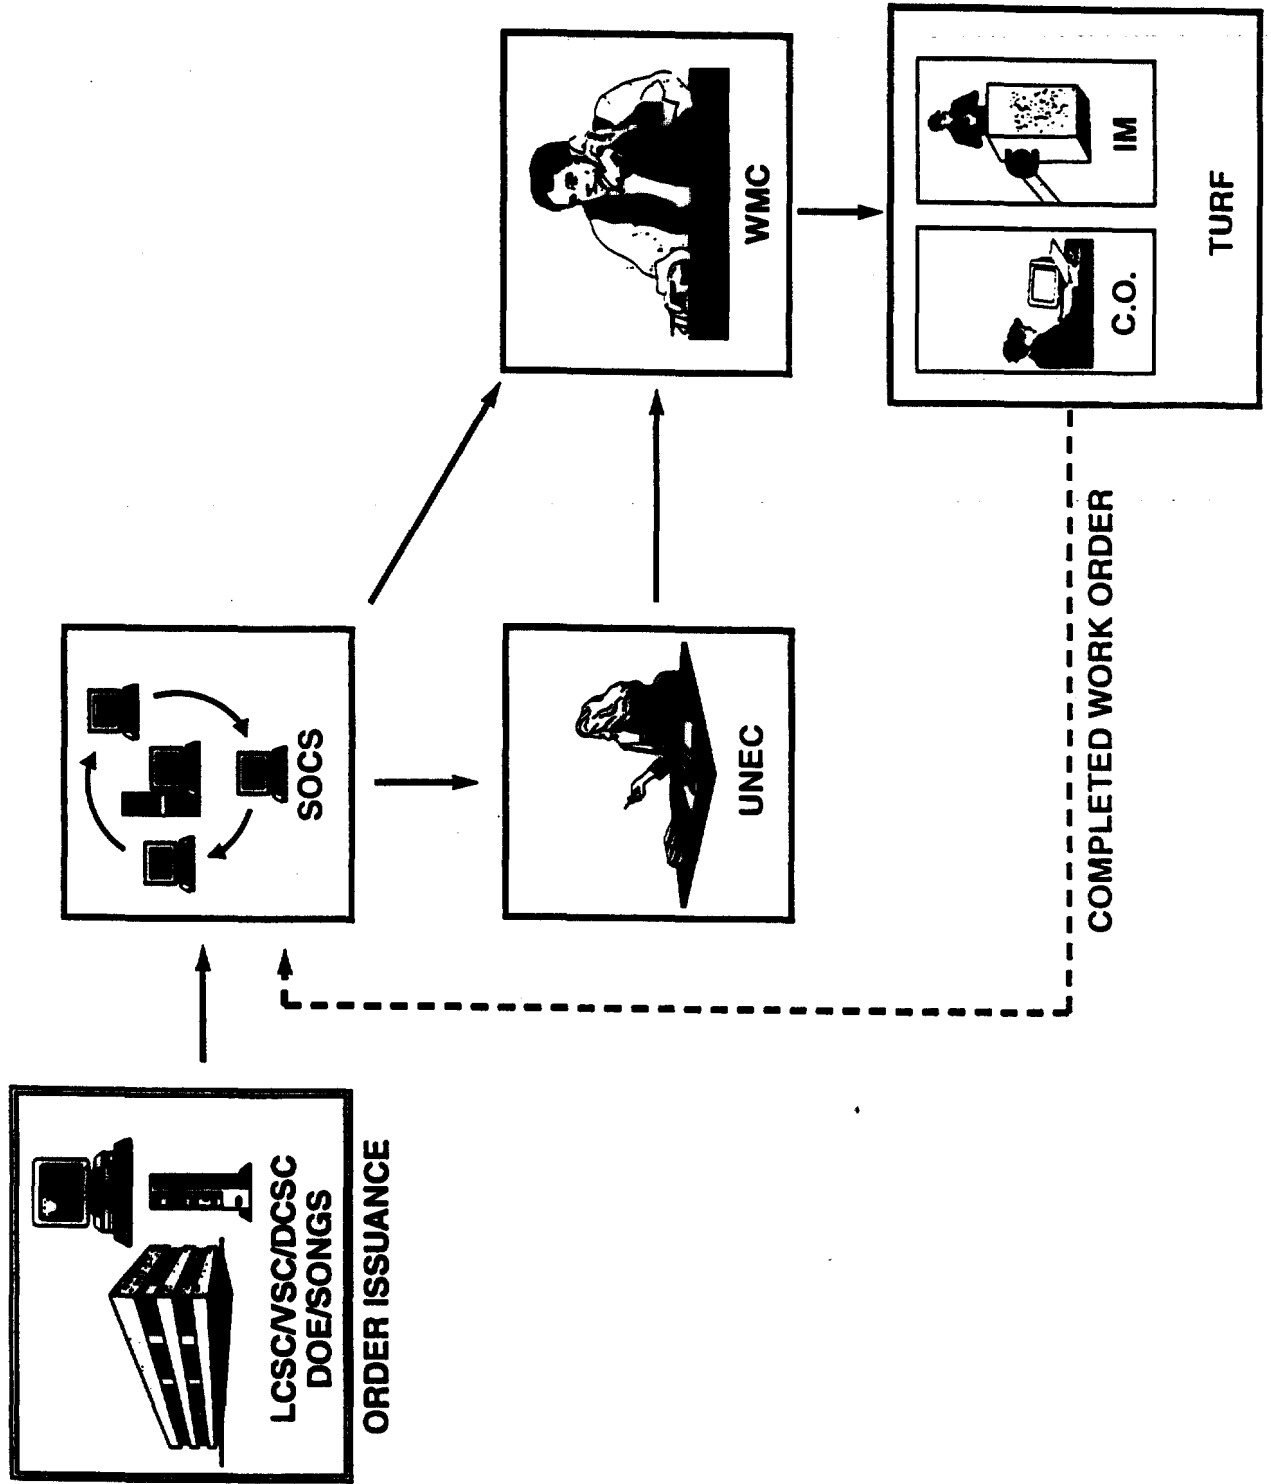 LCSC/VSC/DCSC
DOE/SONGS
ORDER ISSUANCE
SOCS
UNEC
WMC
C.O.
IM
TURF
COMPLETED WORK ORDER